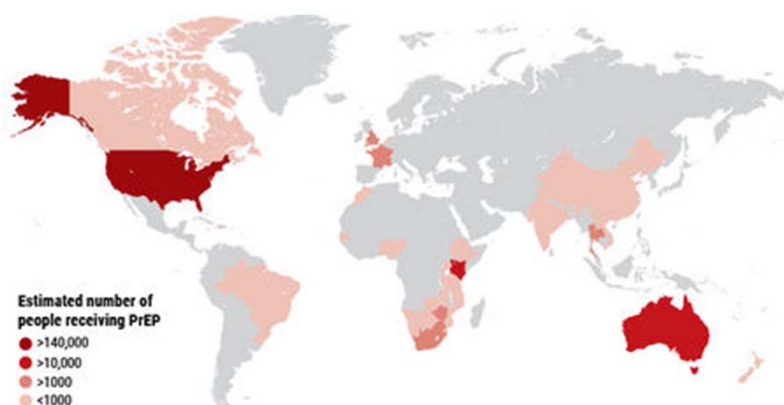 Estimated number of
people receiving PrEP
>140,000
>10,000
>1000
<1000